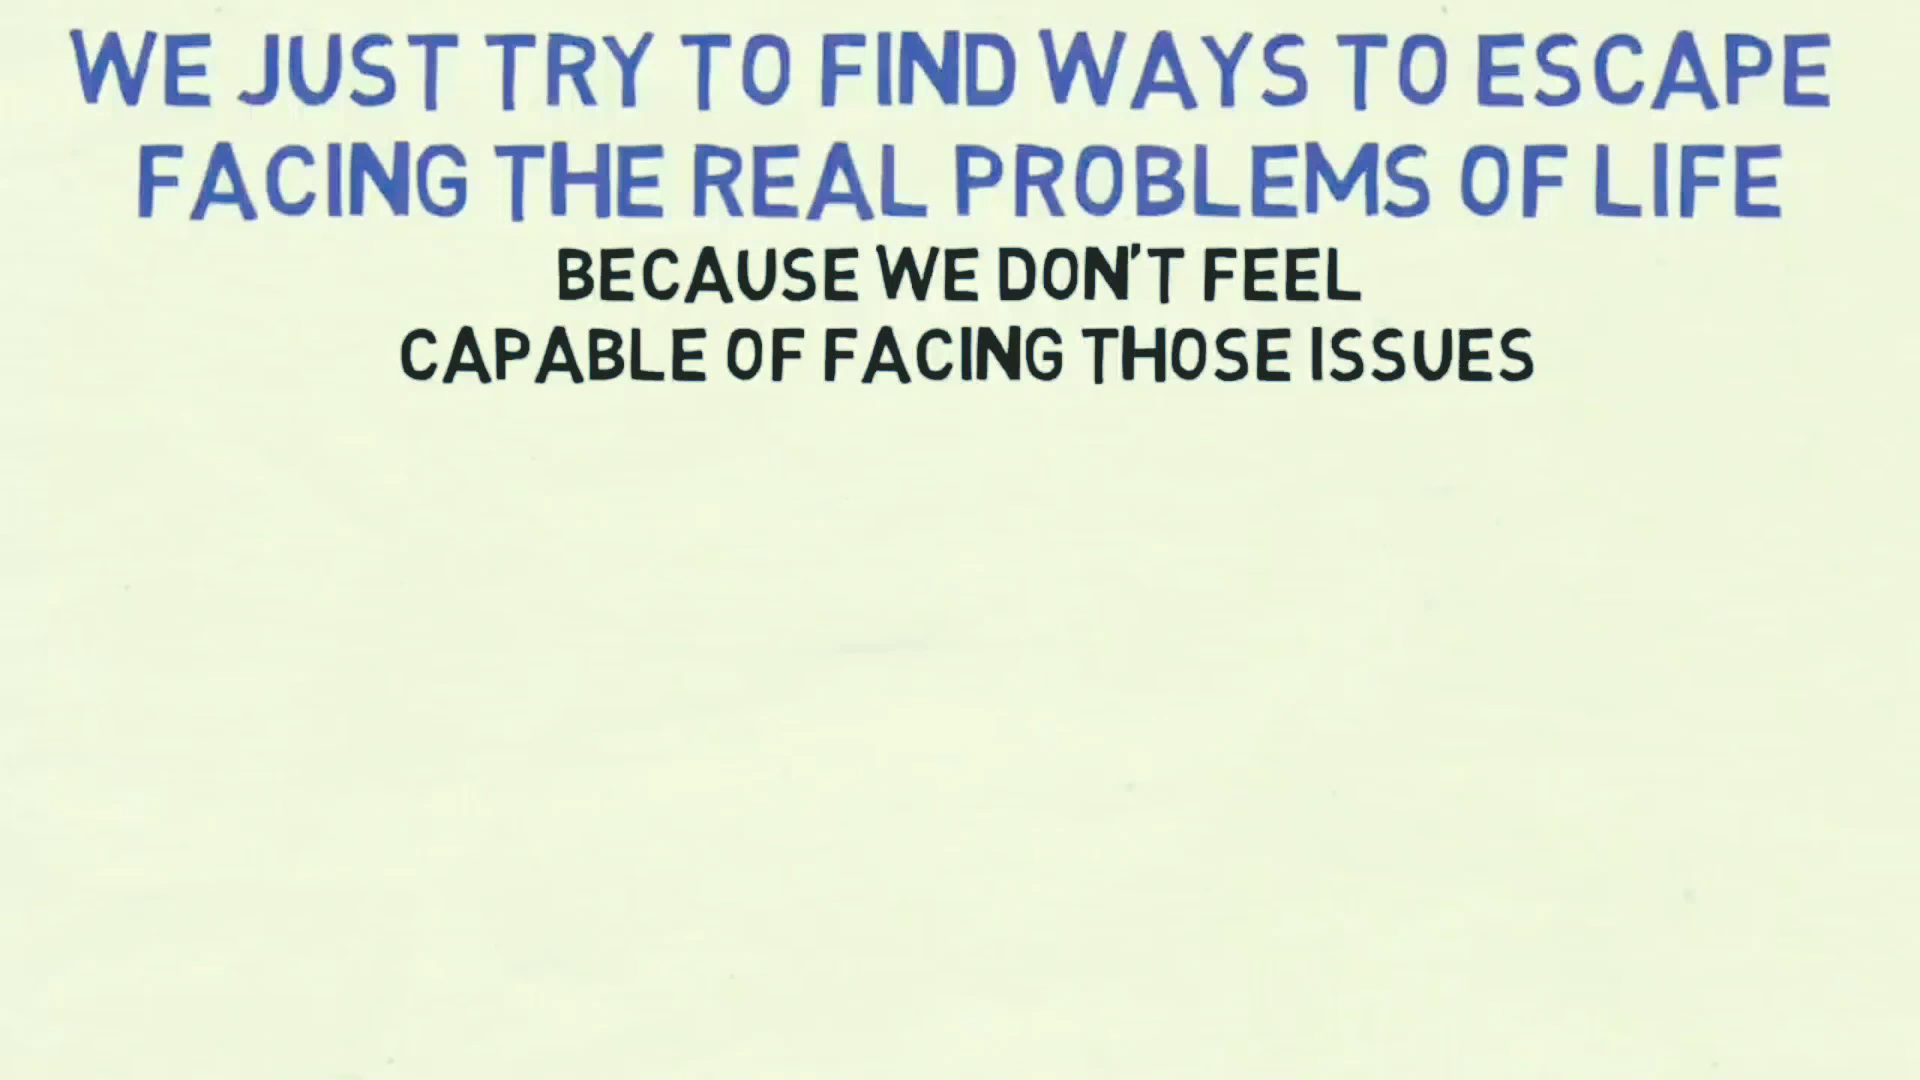 WE JUST TRY TO FIND WAYS TO ESCAPE
FACING THE REAL PROBLEMS OF LIFE
BECAUSE WE DON'T FEEL
CAPABLE OF FACING THOSE ISSUES